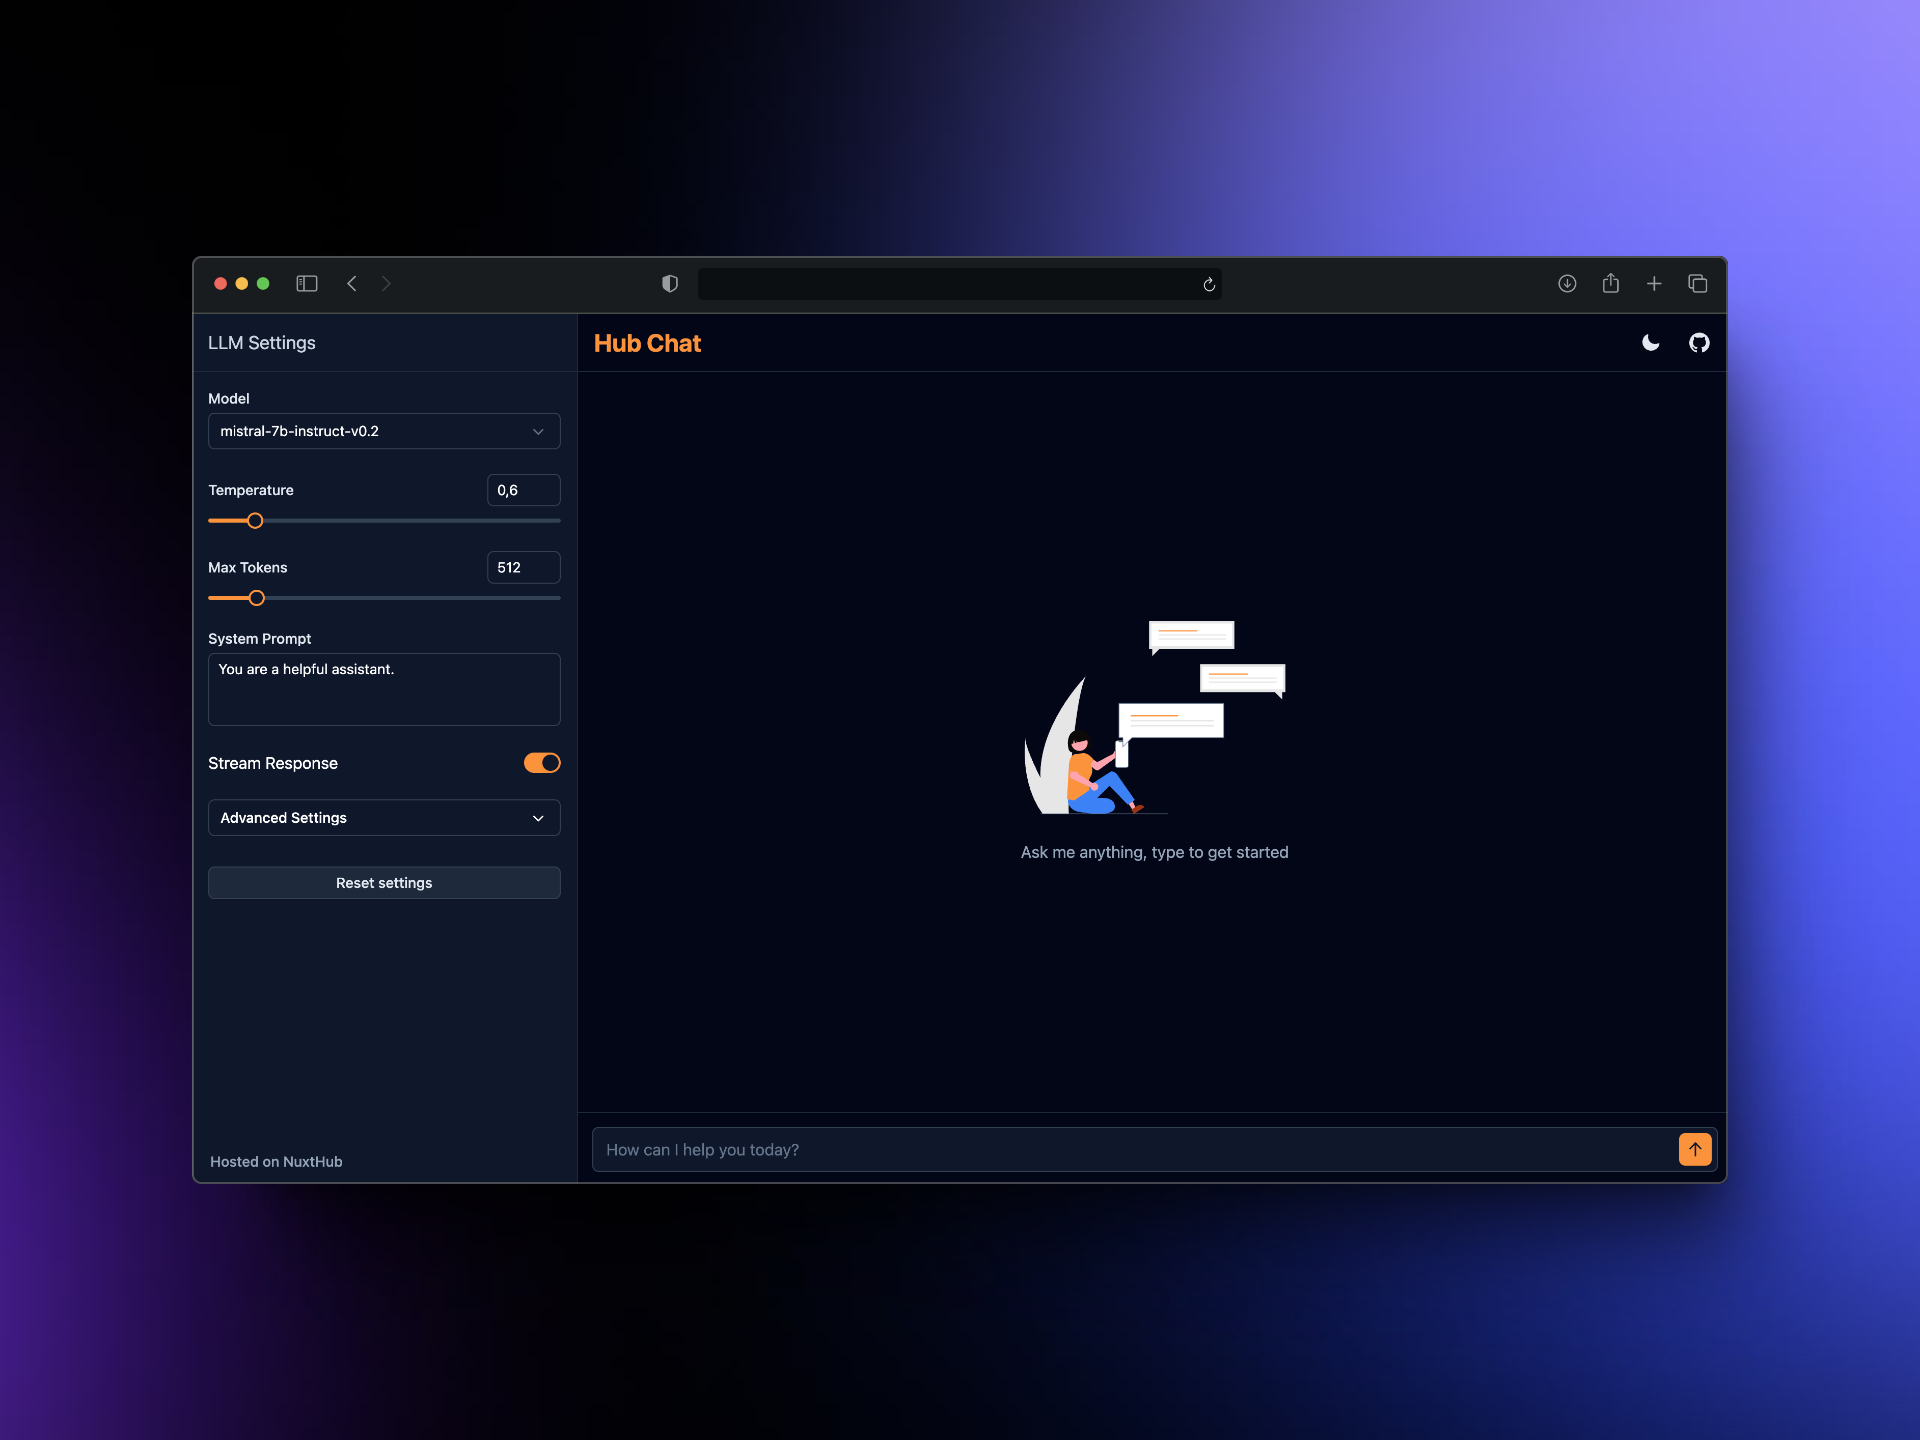 LLM Settings
Model
mistral-7b-instruct-v0.2
Temperature
0,6
Max Tokens
512
System Prompt
You are a helpful assistant.
Stream Response
Advanced Settings
Reset settings
Hosted on NuxtHub
Hub Chat
Ask me anything, type to get started
How can I help you today?